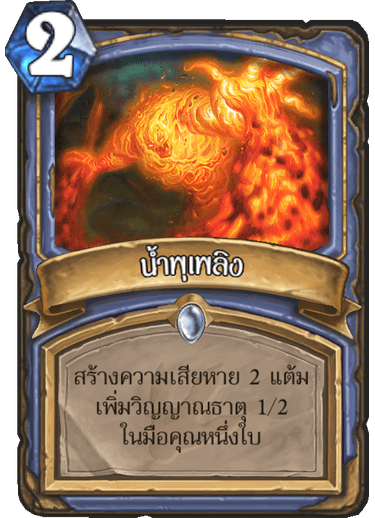 2
น้ำพุเพลิง
สร้างความเสียหาย 2 แต้ม
เพิ่มวิญญาณธาตุ 1/2
ในมือคุณหนึ่งใบ